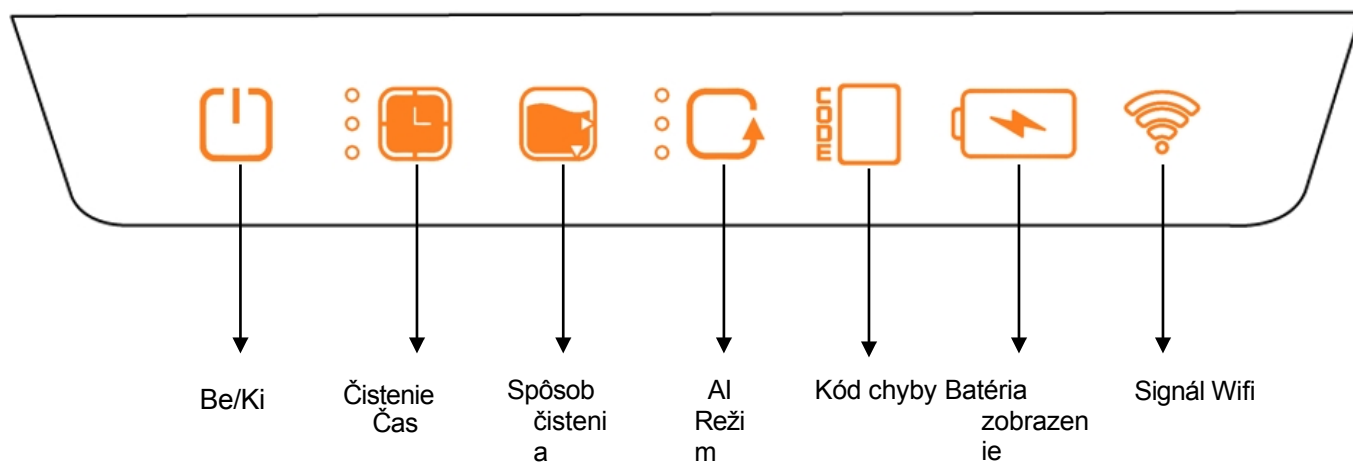 CODE
Be/Ki
Čistenie
Čas
Spôsob
čisteni
a
AI
Reži
m
Kód chyby Batéria
zobrazen
ie
Signál Wifi